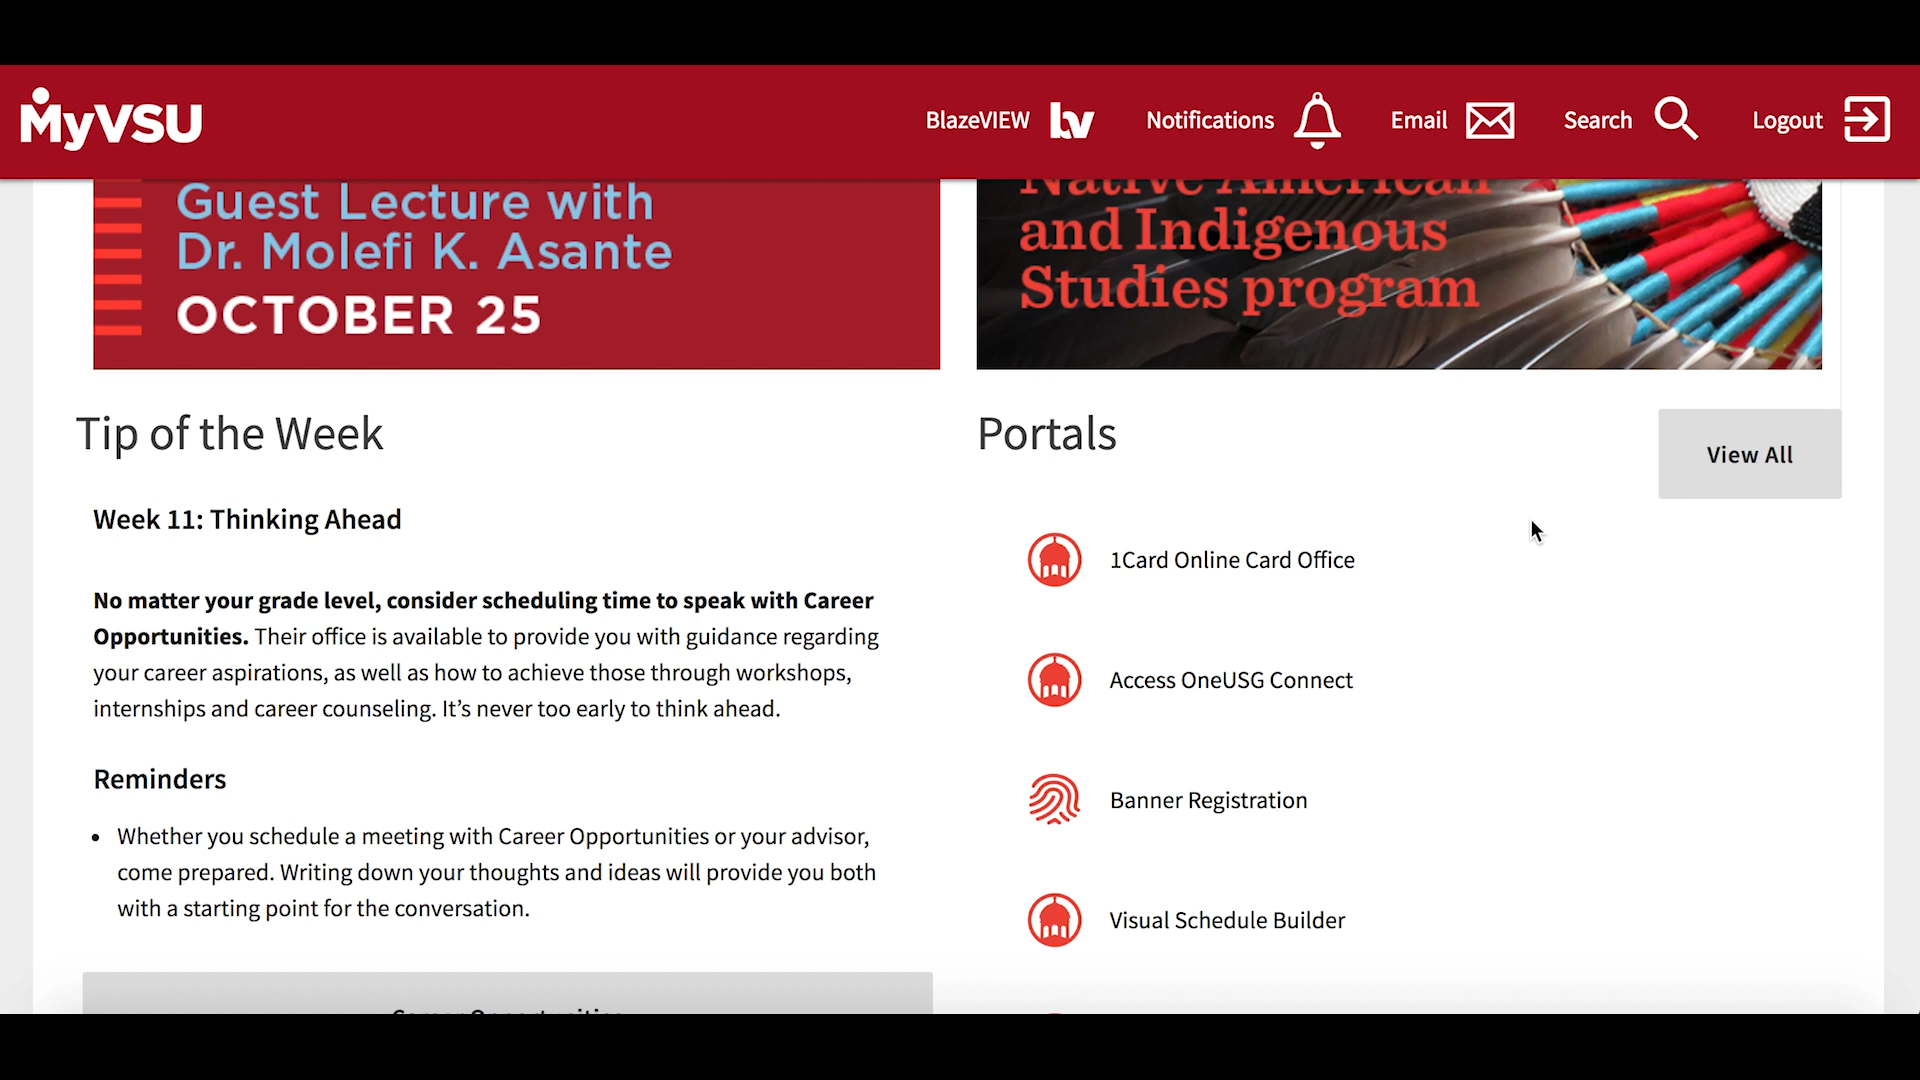 MyVSU
BlazeVIEW bv Notifications Email Search Logout
Guest Lecture with
Dr. Molefi K. Asante
OCTOBER 25
Native American
and Indigenous
Studies program
Tip of the Week
Week 11: Thinking Ahead
No matter your grade level, consider scheduling time to speak with Career
Opportunities. Their office is available to provide you with guidance regarding
your career aspirations, as well as how to achieve those through workshops,
internships and career counseling. It’s never too early to think ahead.
Reminders
• Whether you schedule a meeting with Career Opportunities or your advisor,
come prepared. Writing down your thoughts and ideas will provide you both
with a starting point for the conversation.
Career Opportunities
Portals
View All
1Card Online Card Office
Access OneUSG Connect
Banner Registration
Visual Schedule Builder